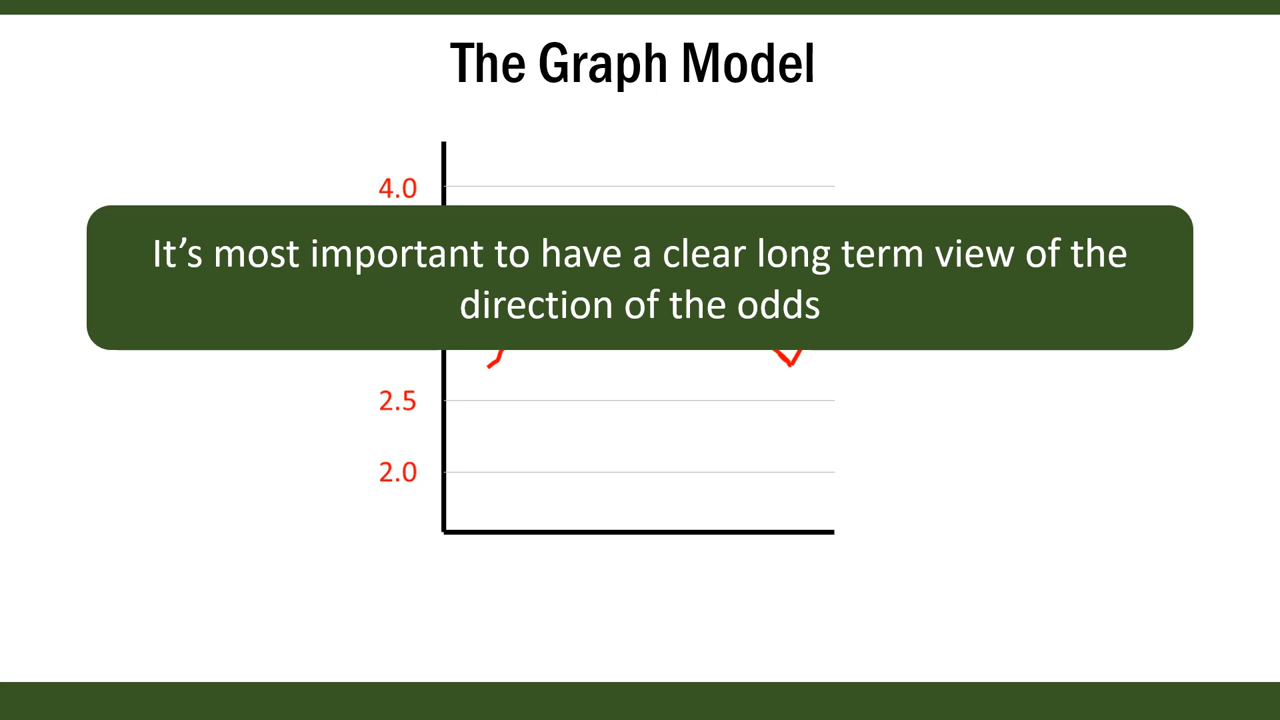 The Graph Model
4.0
It’s most important to have a clear long term view of the
direction of the odds
2.5
2.0